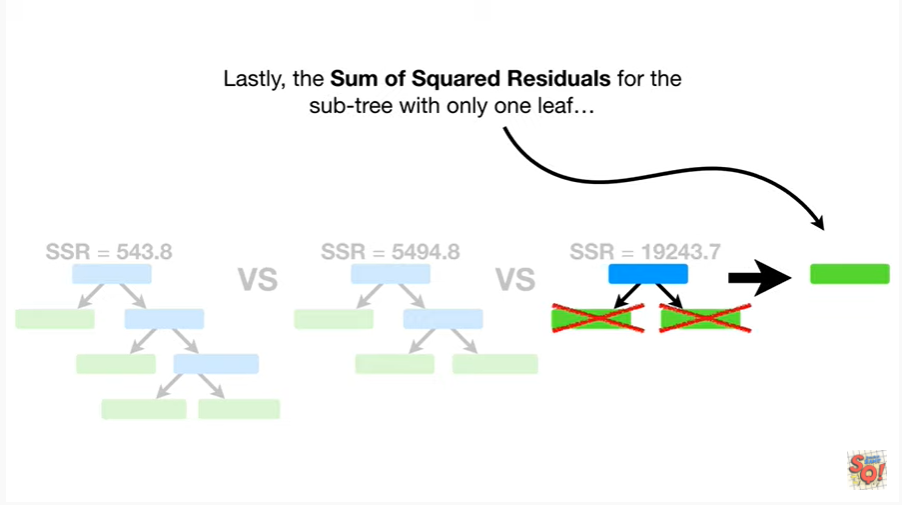 Lastly, the Sum of Squared Residuals for the
sub-tree with only one leaf…
SSR = 543.8
VS
SSR = 5494.8
VS
SSR = 19243.7
SQ!